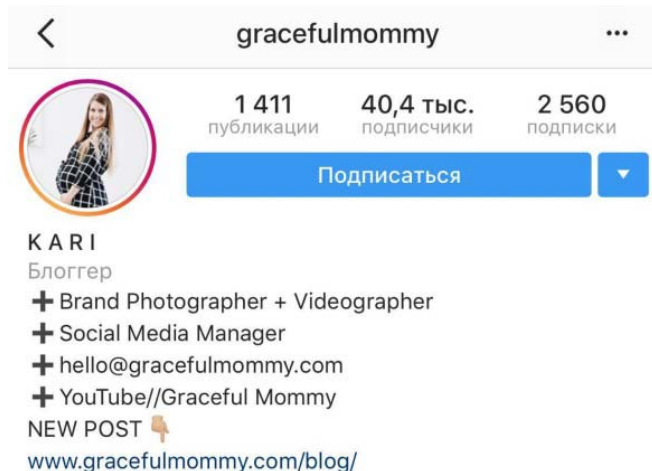 gracefulmommy
1 411 40,4 тыс. 2 560
публикации подписчики подписки
Подписаться
K A R I
Блоггер
➕ Brand Photographer + Videographer
➕ Social Media Manager
➕ hello@gracefulmommy.com
➕ YouTube//Graceful Mommy
NEW POST 👇🏼
www.gracefulmommy.com/blog/